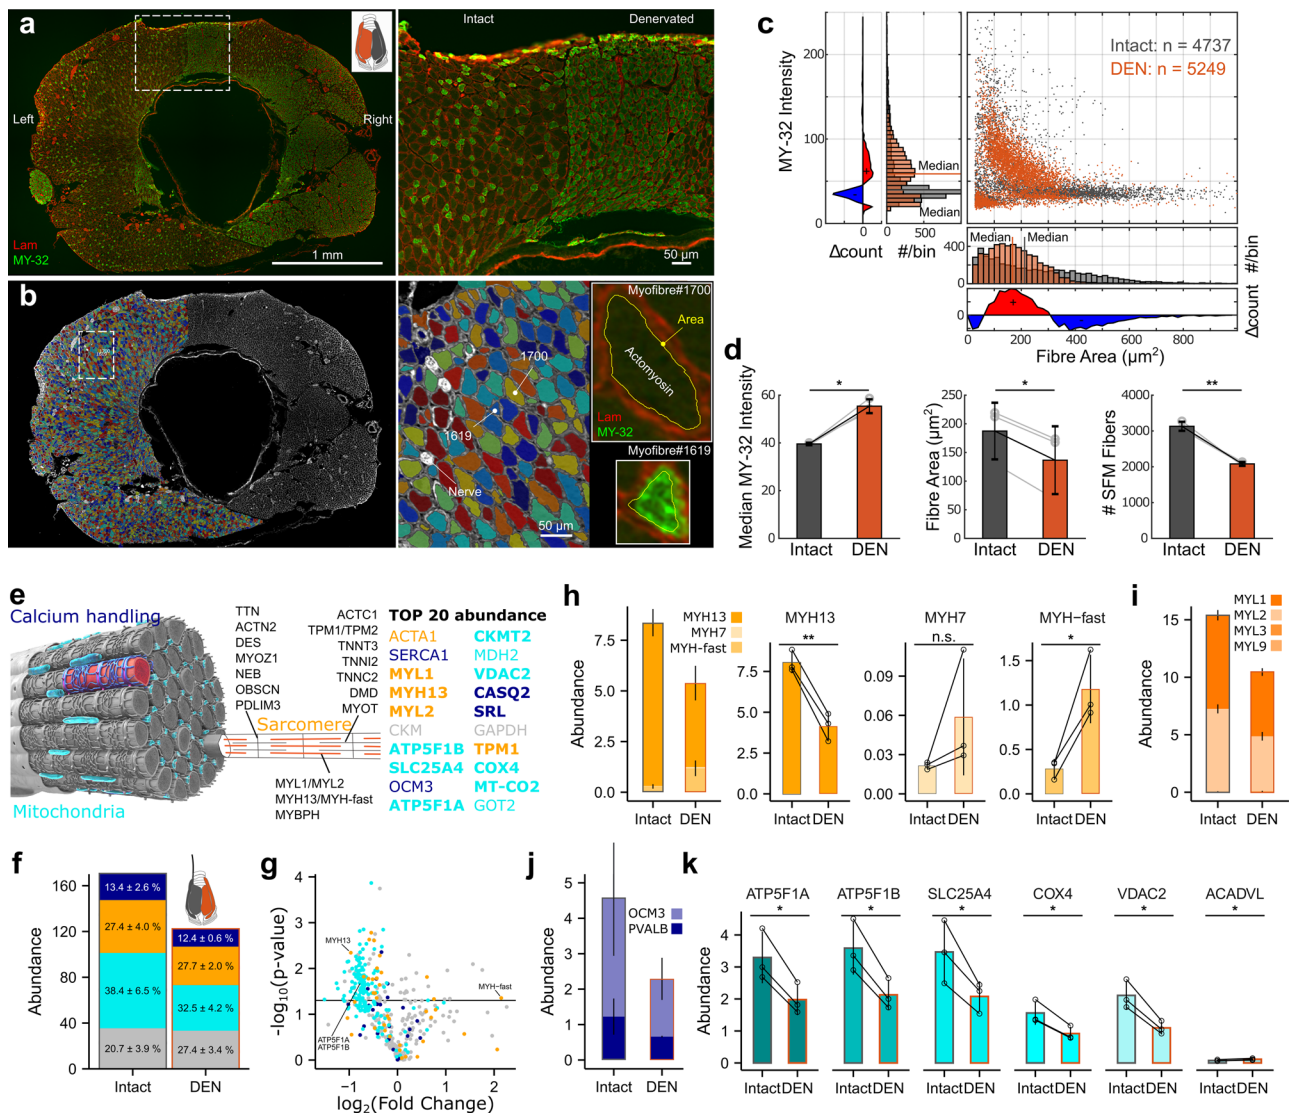 a
Intact
Denervated
Left
Right
Lam
MY-32
1 mm
50 µm
b
1700
1619
Nerve
50 µm
Myofibre#1700
Area
Actomyosin
Lam
MY-32
Myofibre#1619
c
MY-32 Intensity
200
100
0
Median
Median
Δcount
0
#/bin
0
500
Intact: n = 4737
DEN: n = 5249
Median
Median
400
0
#/bin
0
Δcount
0
200
400
600
800
Fibre Area (µm²)
d
Median MY-32 Intensity
60
40
20
0
*
Intact
DEN
Fibre Area (µm²)
250
200
150
100
50
0
*
Intact
DEN
# SFM Fibers
4000
3000
2000
1000
0
**
Intact
DEN
e
Calcium handling
Mitochondria
TTN
ACTN2
DES
MYOZ1
NEB
OBSCN
PDLIM3
Sarcomere
ACTC1
TPM1/TPM2
TNNT3
TNNI2
TNNC2
DMD
MYOT
MYL1/MYL2
MYH13/MYH-fast
MYBPH
TOP 20 abundance
ACTA1
SERCA1
MYL1
MYH13
MYL2
CKM
ATP5F1B
SLC25A4
OCM3
ATP5F1A
CKMT2
MDH2
VDAC2
CASQ2
SRL
GAPDH
TPM1
COX4
MT-CO2
GOT2
f
Abundance
160
120
80
40
0
13.4 ± 2.6 %
27.4 ± 4.0 %
38.4 ± 6.5 %
20.7 ± 3.9 %
12.4 ± 0.6 %
27.7 ± 2.0 %
32.5 ± 4.2 %
27.4 ± 3.4 %
Intact
DEN
g
-log10(p-value)
4
3
2
1
0
MYH13
MYH-fast
ATP5F1A
ATP5F1B
−1
0
1
2
log2(Fold Change)
h
Abundance
7.5
5.0
2.5
0.0
MYH13
MYH7
MYH-fast
Intact
DEN
MYH13
**
7.5
5.0
2.5
0.0
Intact DEN
MYH7
n.s.
0.09
0.06
0.03
0.00
Intact DEN
MYH−fast
*
1.5
1.0
0.5
0.0
Intact DEN
i
MYL1
MYL2
MYL3
MYL9
Abundance
15
10
5
0
Intact
DEN
j
Abundance
5
4
3
2
1
0
OCM3
PVALB
Intact
DEN
k
Abundance
5
4
3
2
1
0
ATP5F1A
*
Intact DEN
ATP5F1B
*
Intact DEN
SLC25A4
*
Intact DEN
COX4
*
Intact DEN
VDAC2
*
Intact DEN
ACADVL
*
Intact DEN